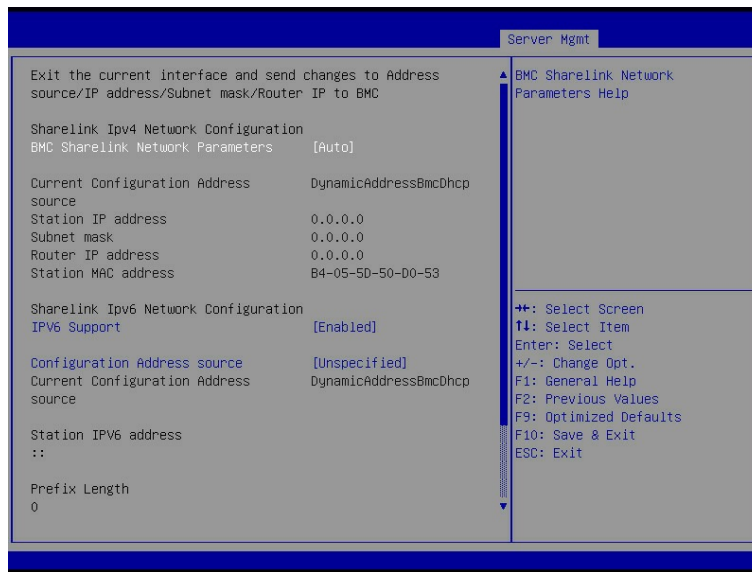 Server Mgmt
Exit the current interface and send changes to Address
source/IP address/Subnet mask/Router IP to BMC
Sharelink Ipv4 Network Configuration
BMC Sharelink Network Parameters [Auto]
Current Configuration Address DynamicAddressBmcDhcp
source
Station IP address 0.0.0.0
Subnet mask 0.0.0.0
Router IP address 0.0.0.0
Station MAC address B4-05-5D-50-D0-53
Sharelink Ipv6 Network Configuration
IPV6 Support [Enabled]
Configuration Address source [Unspecified]
Current Configuration Address DynamicAddressBmcDhcp
source
Station IPV6 address
::
Prefix Length
0
BMC Sharelink Network
Parameters Help
→←: Select Screen
↑↓: Select Item
Enter: Select
+/-: Change Opt.
F1: General Help
F2: Previous Values
F9: Optimized Defaults
F10: Save & Exit
ESC: Exit